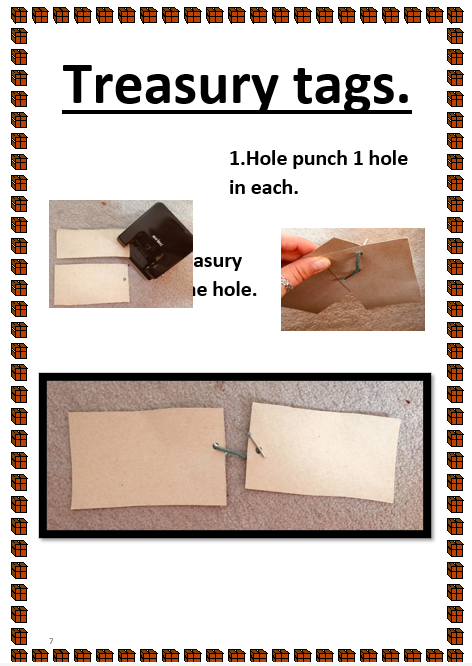 Treasury tags.
1.Hole punch 1 hole
in each.
asury
e hole.
7